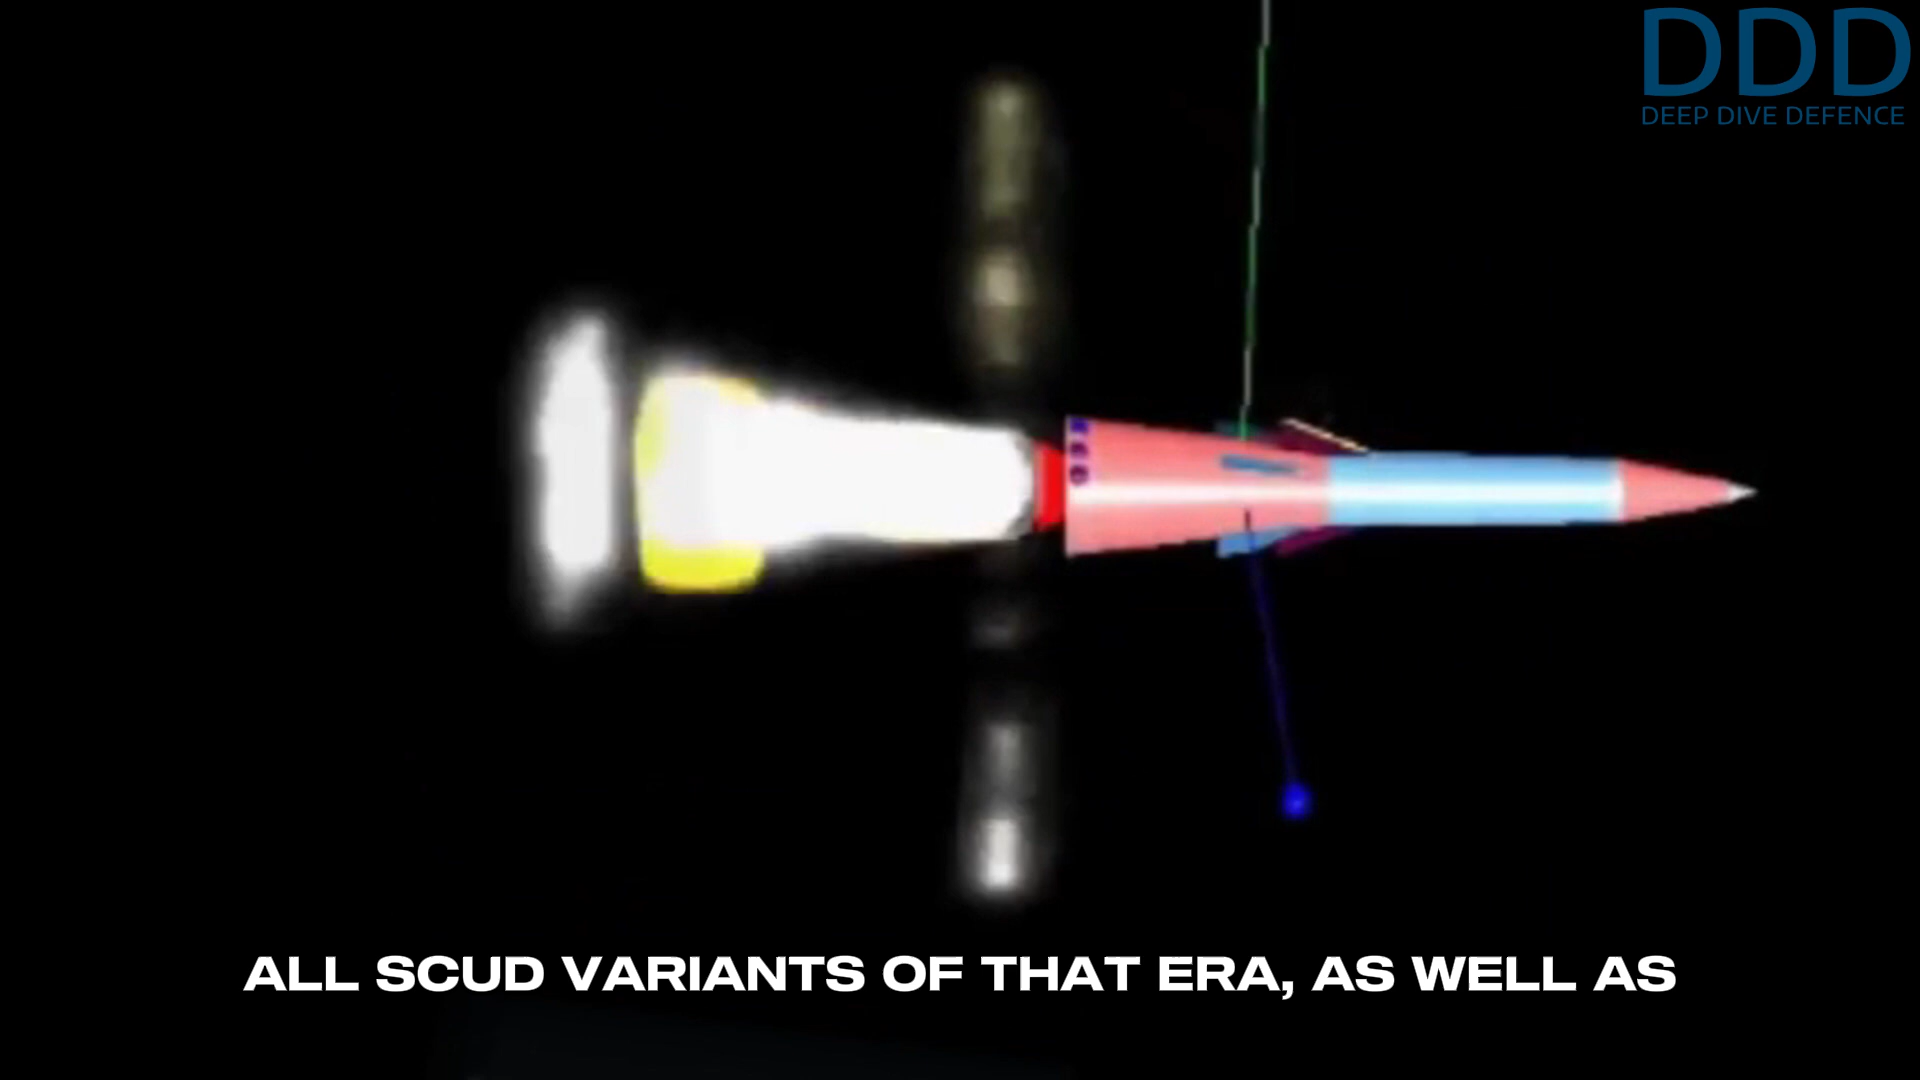 DDD
DEEP DIVE DEFENCE
ALL SCUD VARIANTS OF THAT ERA, AS WELL AS